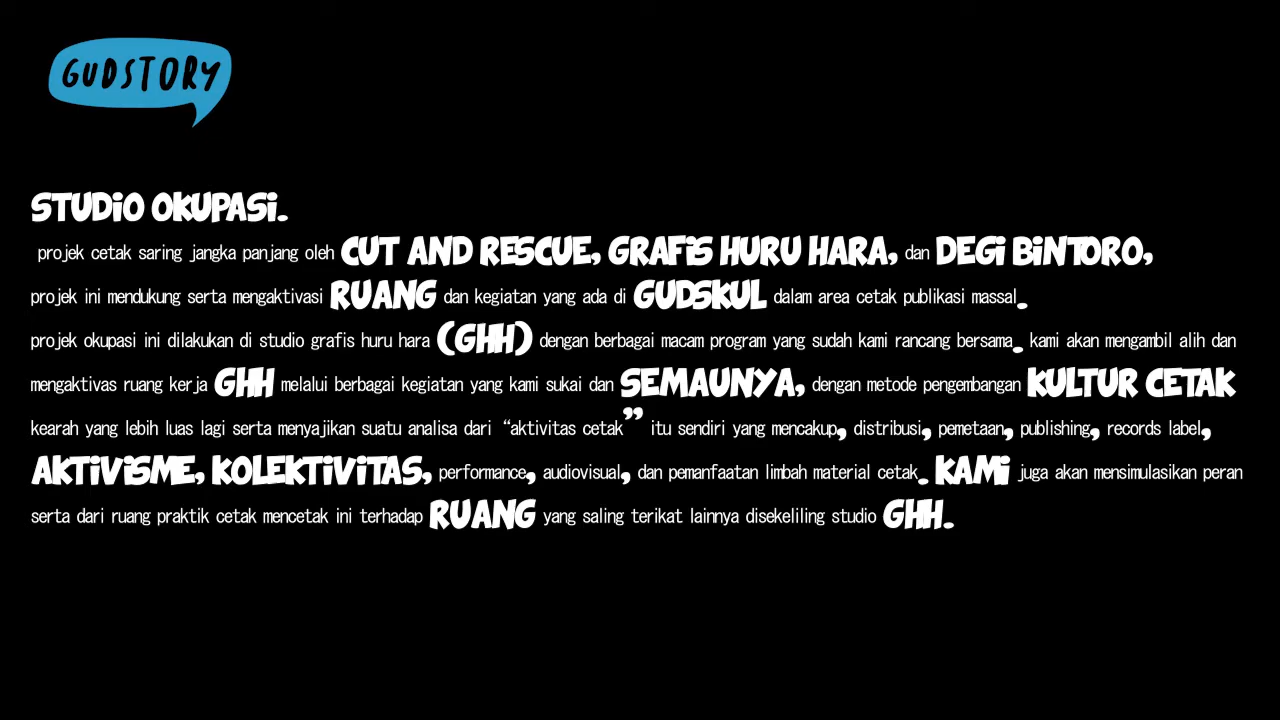 GUDSTORY
STUDiO OKUPASi.
projek cetak saring jangka panjang oleh CUT AND RESCUE, GRAFiS HURU HARA, dan DEGI BiNTORO,
projek ini mendukung serta mengaktivasi RUANG dan kegiatan yang ada di GUDSKUL dalam area cetak publikasi massal.
projek okupasi ini dilakukan di studio grafis huru hara (GHH) dengan berbagai macam program yang sudah kami rancang bersama. kami akan mengambil alih dan
mengaktivas ruang kerja GHH melalui berbagai kegiatan yang kami sukai dan SEMAUNYA, dengan metode pengembangan KULTUR CETAK
kearah yang lebih luas lagi serta menyajikan suatu analisa dari “aktivitas cetak” itu sendiri yang mencakup, distribusi, pemetaan, publishing, records label,
AKTiViSME, KOLEKTiViTAS, performance, audiovisual, dan pemanfaatan limbah material cetak. KAMi juga akan mensimulasikan peran
serta dari ruang praktik cetak mencetak ini terhadap RUANG yang saling terikat lainnya disekeliling studio GHH.